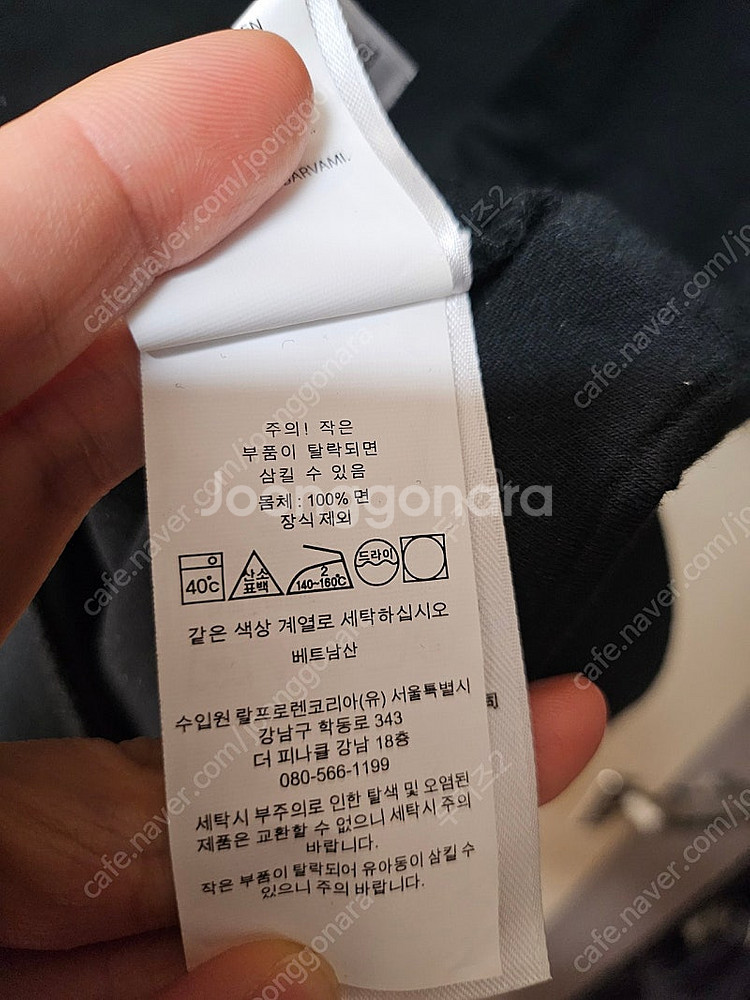 EN
GARVAMI.
주의! 작은
부품이 탈락되면
삼킬 수 있음
몸체 : 100% 면
장식 제외
40℃
산소
표백
2
140~160℃
드라이
같은 색상 계열로 세탁하십시오
베트남산
수입원 랄프로렌코리아(유) 서울특별시
강남구 학동로 343
더 피나클 강남 18층
080-566-1199
세탁시 부주의로 인한 탈색 및 오염된
제품은 교환할 수 없으니 세탁시 주의
바랍니다.
작은 부품이 탈락되어 유아동이 삼킬 수
있으니 주의 바랍니다.
Joonggonara
cafe.naver.com/joonggonara